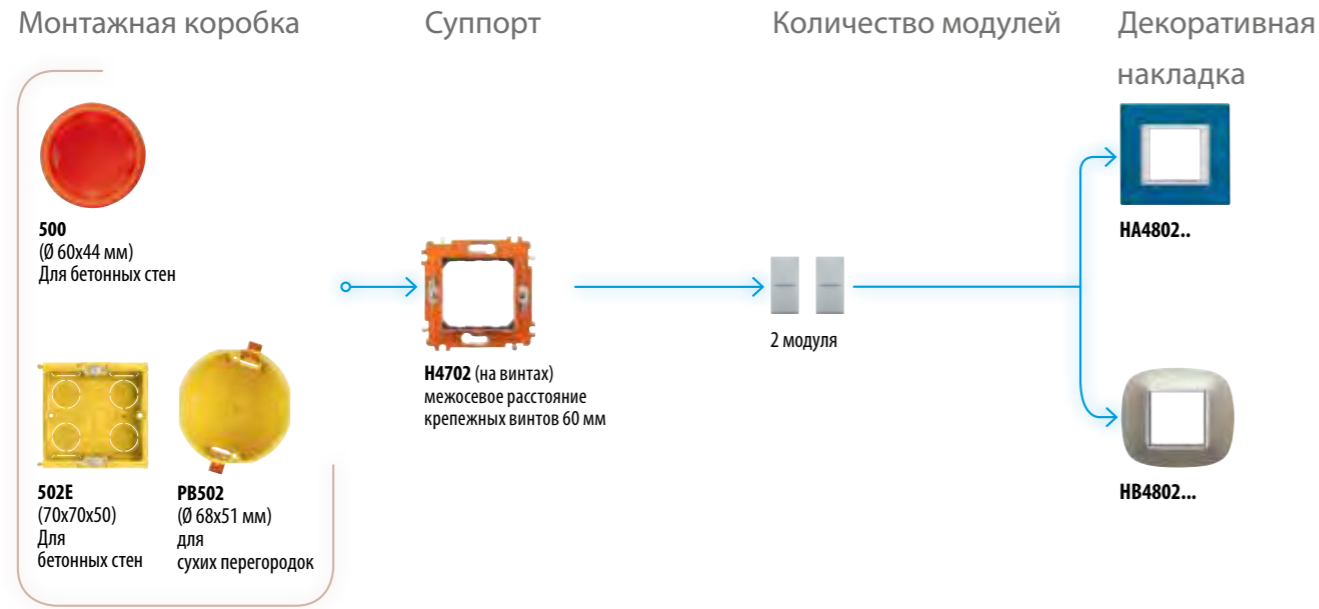 Монтажная коробка
Суппорт
Количество модулей
Декоративная
накладка
500
(Ø 60x44 мм)
Для бетонных стен
502E
(70x70x50)
Для
бетонных стен
PB502
(Ø 68x51 мм)
для
сухих перегородок
H4702 (на винтах)
межосевое расстояние
крепежных винтов 60 мм
2 модуля
HA4802..
HB4802...